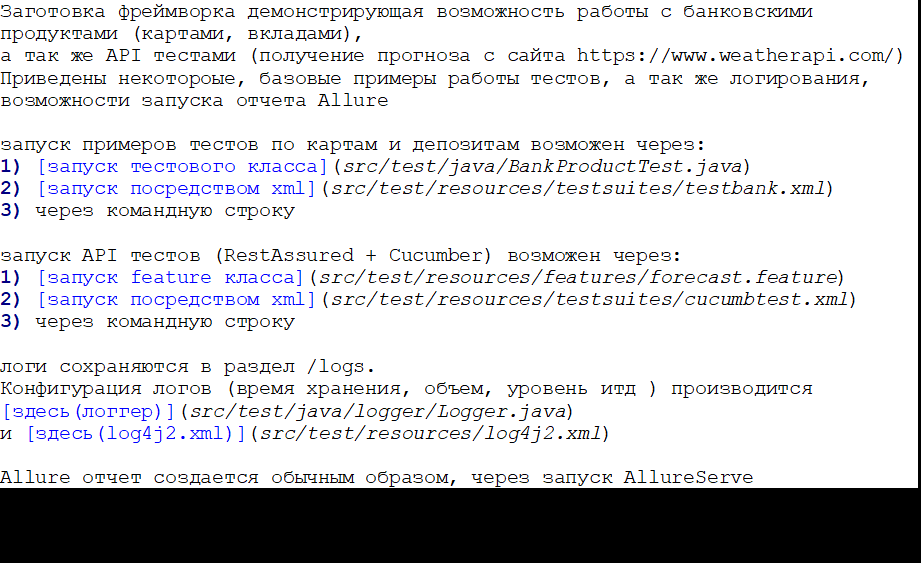 Заготовка фреймворка демонстрирующая возможность работы с банковскими
продуктами (картами, вкладами),
а так же API тестами (получение прогноза с сайта https://www.weatherapi.com/)
Приведены некотороые, базовые примеры работы тестов, а так же логирования,
возможности запуска отчета Allure
запуск примеров тестов по картам и депозитам возможен через:
1) [запуск тестового класса](src/test/java/BankProductTest.java)
2) [запуск посредством xml](src/test/resources/testsuites/testbank.xml)
3) через командную строку
запуск API тестов (RestAssured + Cucumber) возможен через:
1) [запуск feature класса](src/test/resources/features/forecast.feature)
2) [запуск посредством xml](src/test/resources/testsuites/cucumbtest.xml)
3) через командную строку
логи сохраняются в раздел /logs.
Конфигурация логов (время хранения, объем, уровень итд ) производится
[здесь(логгер)](src/test/java/logger/Logger.java)
и [здесь(log4j2.xml)](src/test/resources/log4j2.xml)
Allure отчет создается обычным образом, через запуск AllureServe